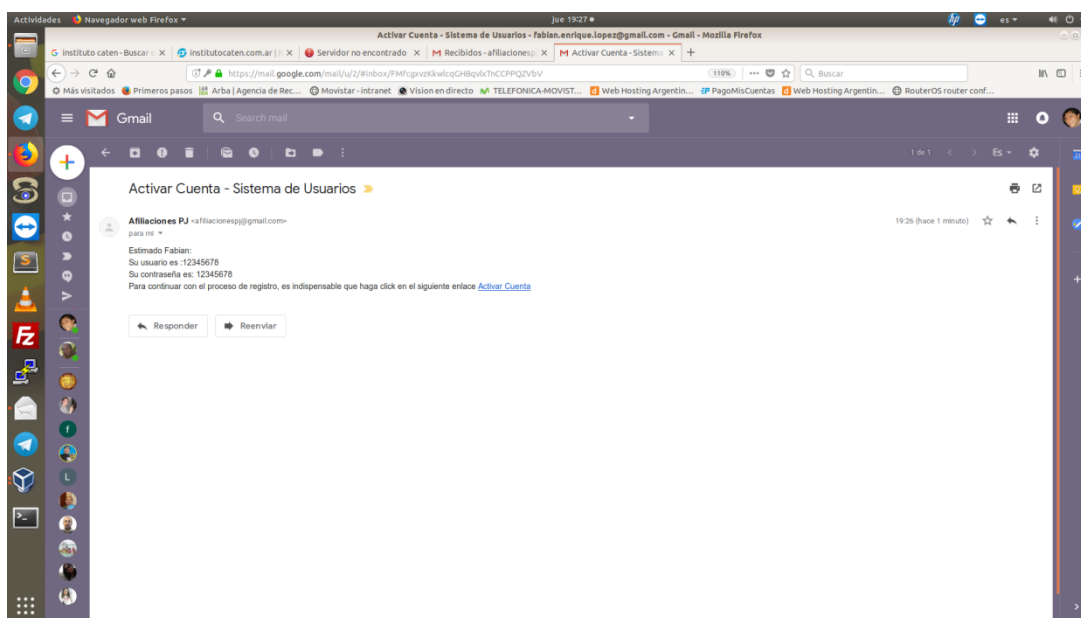 Actividades Navegador web Firefox jue 19:27 es
Activar Cuenta - Sistema de Usuarios - fabian.enrique.lopez@gmail.com - Gmail - Mozilla Firefox
instituto caten - Buscar institutocaten.com.ar Servidor no encontrado Recibidos - afiliacionesp Activar Cuenta - Sistema
https://mail.google.com/mail/u/2/#inbox/ 110% Buscar
Más visitados Primeros pasos Arba | Agencia de Rec... Movistar - intranet Vision en directo TELEFONICA-MOVIST... Web Hosting Argentin... PagoMisCuentas Web Hosting Argentin... RouterOS router conf...
Gmail Search mail
1 de 1 Es
Activar Cuenta - Sistema de Usuarios
Afiliaciones PJ <afiliacionespj@gmail.com> 19:26 (hace 1 minuto)
para mí
Estimado Fabian:
Su usuario es :12345678
Su contraseña es: 12345678
Para continuar con el proceso de registro, es indispensable que haga click en el siguiente enlace Activar Cuenta
Responder Reenviar
f
L